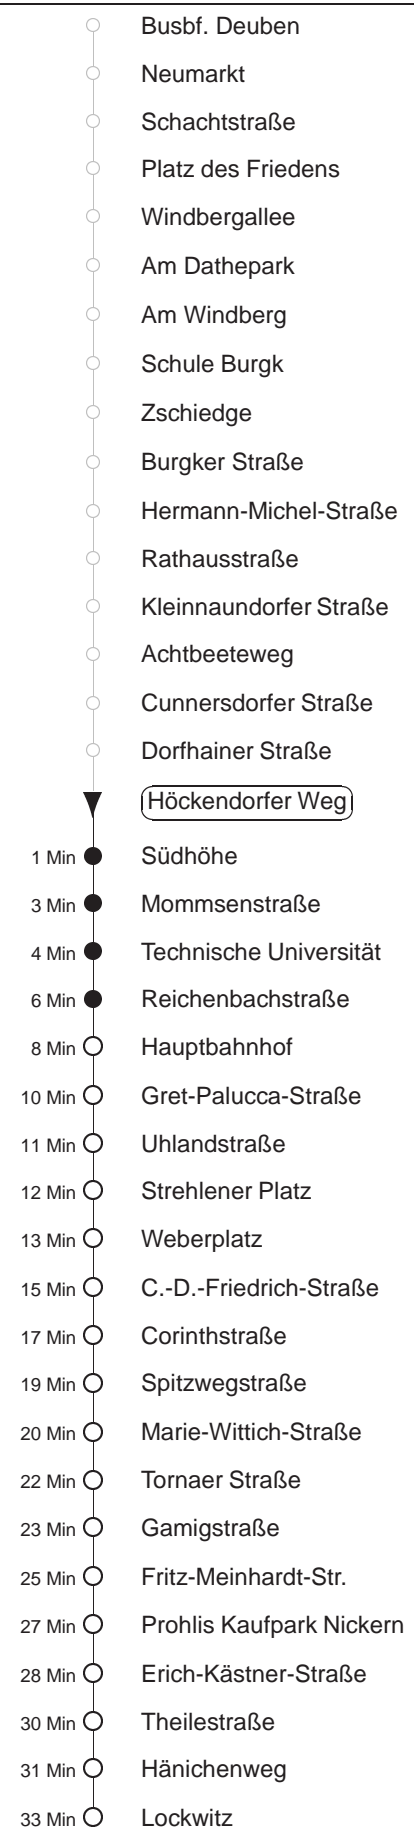 Busbf. Deuben
Neumarkt
Schachtstraße
Platz des Friedens
Windbergallee
Am Dathepark
Am Windberg
Schule Burgk
Zschiedge
Burgker Straße
Hermann-Michel-Straße
Rathausstraße
Kleinnaundorfer Straße
Achtbeeteweg
Cunnersdorfer Straße
Dorfhainer Straße
Höckendorfer Weg
1 Min Südhöhe
3 Min Mommsenstraße
4 Min Technische Universität
6 Min Reichenbachstraße
8 Min Hauptbahnhof
10 Min Gret-Palucca-Straße
11 Min Uhlandstraße
12 Min Strehlener Platz
13 Min Weberplatz
15 Min C.-D.-Friedrich-Straße
17 Min Corinthstraße
19 Min Spitzwegstraße
20 Min Marie-Wittich-Straße
22 Min Tornaer Straße
23 Min Gamigstraße
25 Min Fritz-Meinhardt-Str.
27 Min Prohlis Kaufpark Nickern
28 Min Erich-Kästner-Straße
30 Min Theilestraße
31 Min Hänichenweg
33 Min Lockwitz